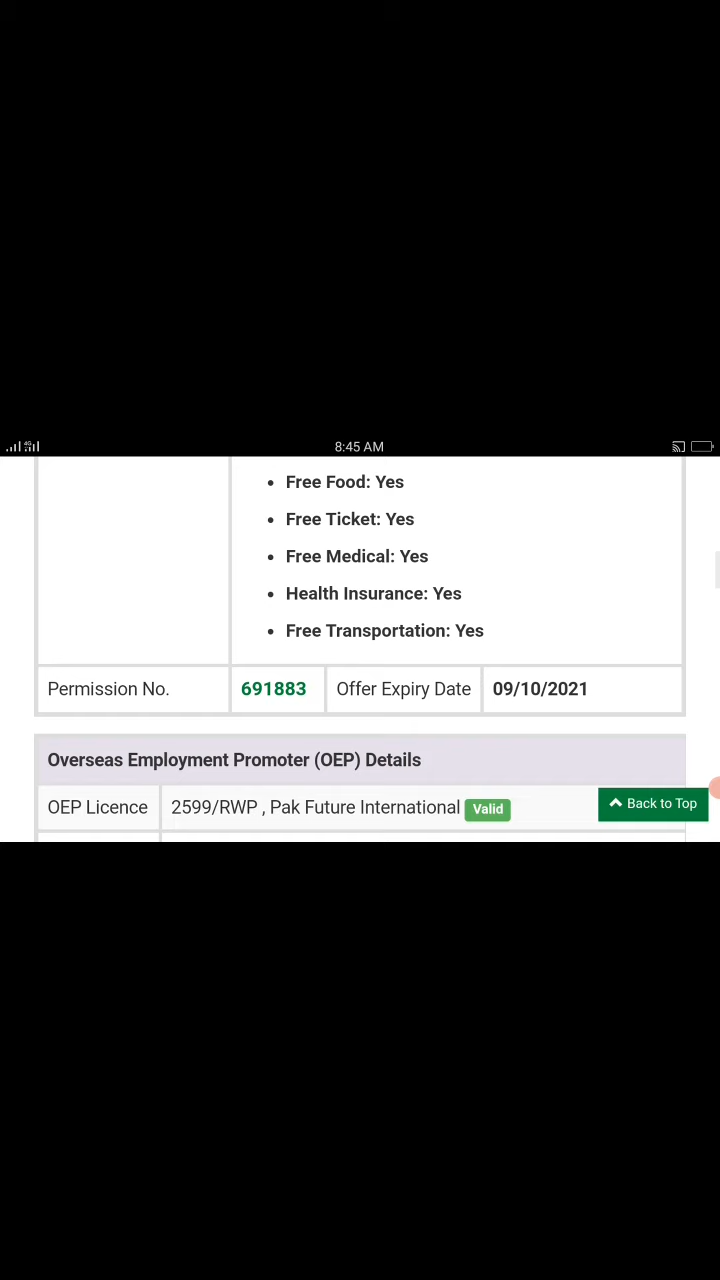 4G
8:45 AM
Free Food: Yes
Free Ticket: Yes
Free Medical: Yes
Health Insurance: Yes
Free Transportation: Yes
Permission No. 691883 Offer Expiry Date 09/10/2021
Overseas Employment Promoter (OEP) Details
OEP Licence 2599/RWP , Pak Future International Valid
Back to Top